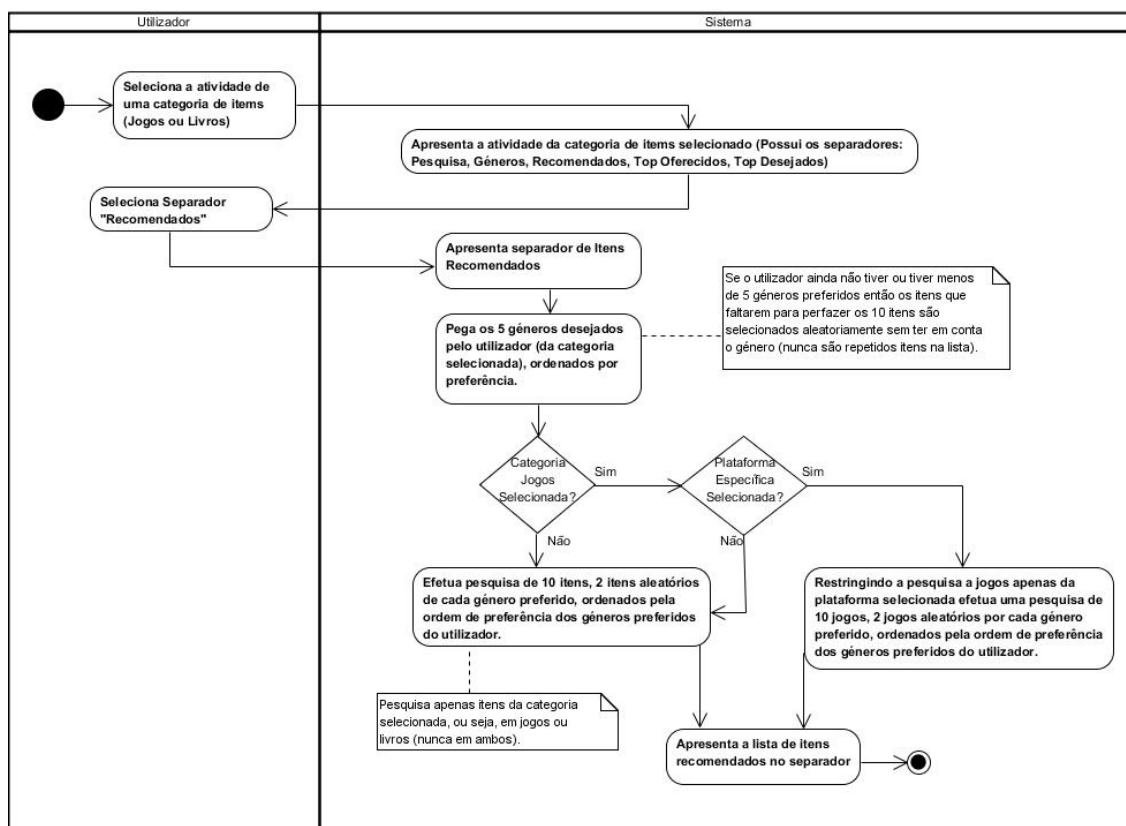 Utilizador
Sistema
Seleciona a atividade de
uma categoria de items
(Jogos ou Livros)
Apresenta a atividade da categoria de items selecionado (Possui os separadores:
Pesquisa, Géneros, Recomendados, Top Oferecidos, Top Desejados)
Seleciona Separador
"Recomendados"
Apresenta separador de Itens
Recomendados
Se o utilizador ainda não tiver ou tiver menos
de 5 géneros preferidos então os itens que
faltarem para perfazer os 10 itens são
selecionados aleatoriamente sem ter em conta
o género (nunca são repetidos itens na lista).
Pega os 5 géneros desejados
pelo utilizador (da categoria
selecionada), ordenados por
preferência.
Categoria
Jogos
Selecionada?
Sim
Plataforma
Específica
Selecionada?
Sim
Não
Não
Efetua pesquisa de 10 itens, 2 itens aleatórios
de cada género preferido, ordenados pela
ordem de preferência dos géneros preferidos
do utilizador.
Restringindo a pesquisa a jogos apenas da
plataforma selecionada efetua uma pesquisa de
10 jogos, 2 jogos aleatórios por cada género
preferido, ordenados pela ordem de preferência
dos géneros preferidos do utilizador.
Pesquisa apenas itens da categoria
selecionada, ou seja, em jogos ou
livros (nunca em ambos).
Apresenta a lista de itens
recomendados no separador